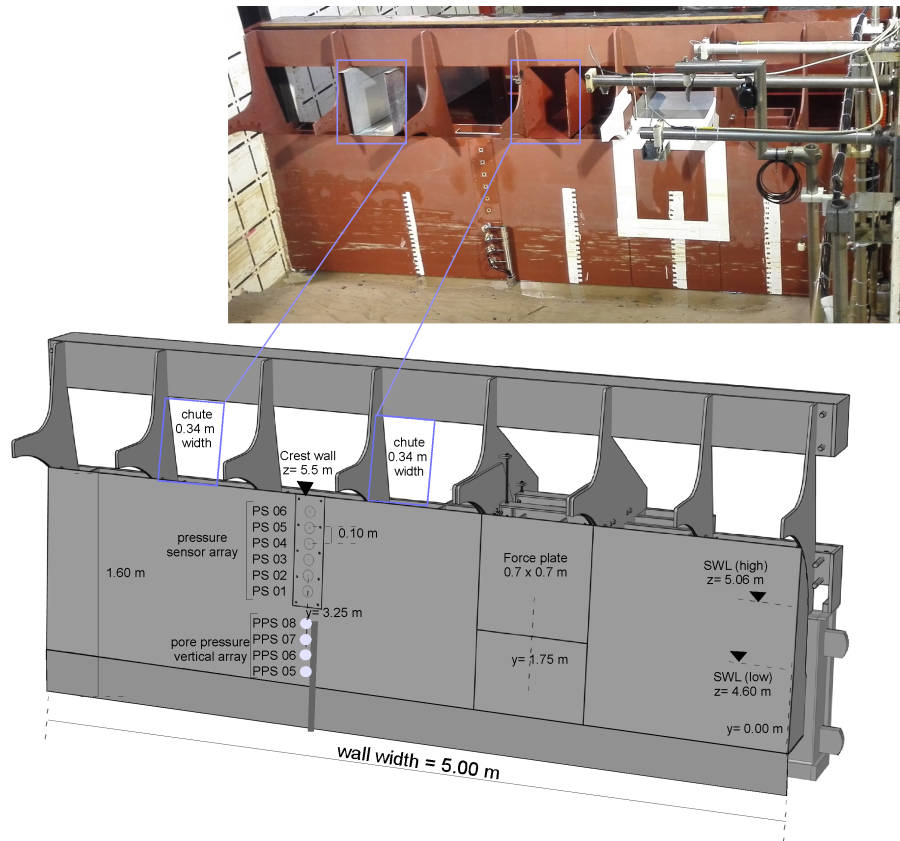 chute
0.34 m
width
chute
0.34 m
width
Crest wall
z= 5.5 m
PS 06
PS 05
PS 04
PS 03
PS 02
PS 01
pressure
sensor array
0.10 m
1.60 m
y= 3.25 m
PPS 08
PPS 07
PPS 06
PPS 05
pore pressure
vertical array
Force plate
0.7 x 0.7 m
y= 1.75 m
SWL (high)
z= 5.06 m
SWL (low)
z= 4.60 m
y= 0.00 m
wall width = 5.00 m